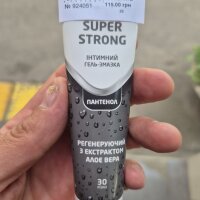 № 924051
115.00 грн
SUPER
STRONG
ІНТИМНИЙ
ГЕЛЬ-ЗМАЗКА
ПАНТЕНОЛ
РЕГЕНЕРУЮЧИЙ
З ЕКСТРАКТОМ
АЛОЕ ВЕРА
30